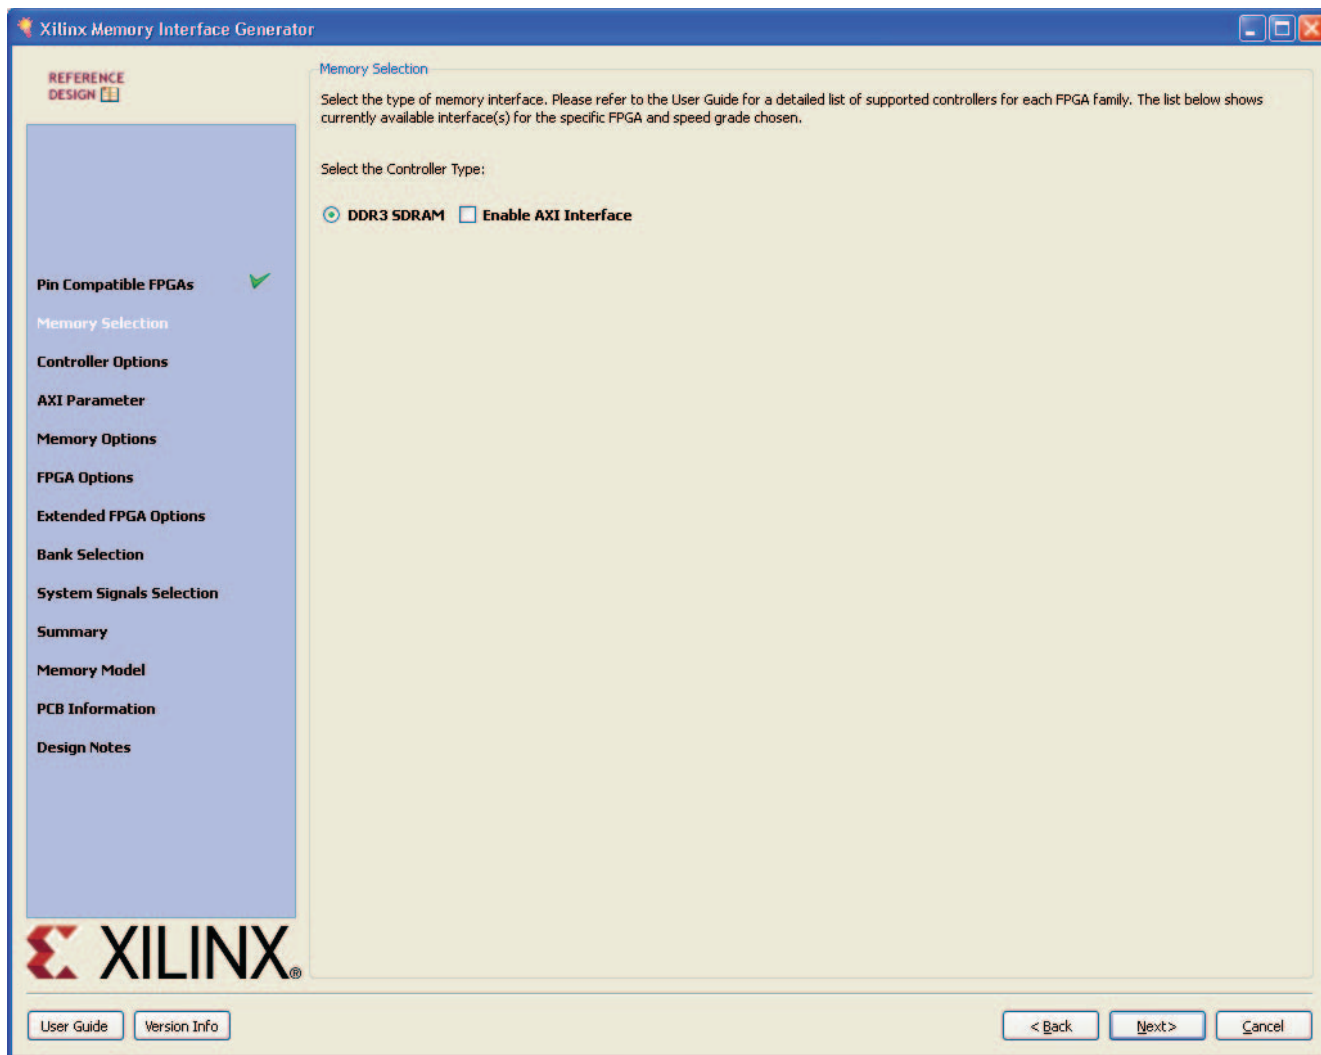 Xilinx Memory Interface Generator
REFERENCE
DESIGN
Pin Compatible FPGAs
Memory Selection
Controller Options
AXI Parameter
Memory Options
FPGA Options
Extended FPGA Options
Bank Selection
System Signals Selection
Summary
Memory Model
PCB Information
Design Notes
XILINX®
Memory Selection
Select the type of memory interface. Please refer to the User Guide for a detailed list of supported controllers for each FPGA family. The list below shows
currently available interface(s) for the specific FPGA and speed grade chosen.
Select the Controller Type:
DDR3 SDRAM Enable AXI Interface
User Guide Version Info < Back Next> Cancel